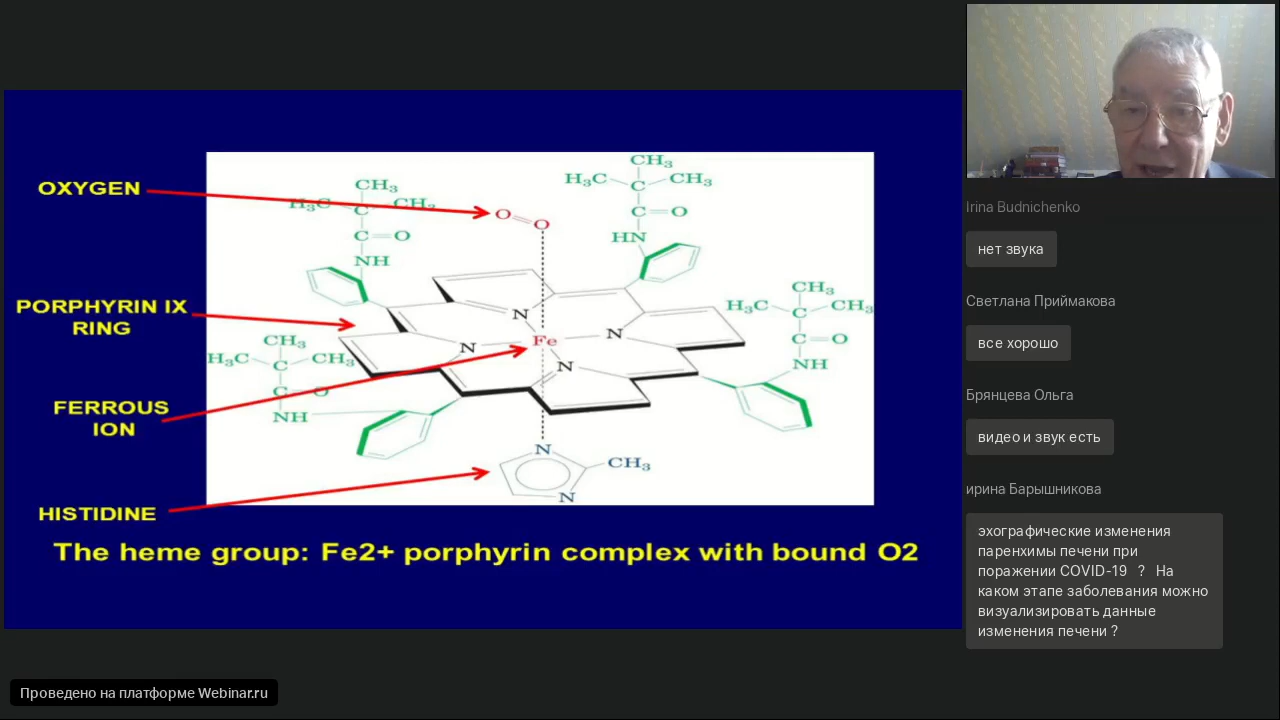 OXYGEN
PORPHYRIN IX
RING
FERROUS
ION
HISTIDINE
CH₃
H₃C
C
CH₃
C=O
NH
CH₃
H₃C
C
CH₃
C=O
HN
CH₃
H₃C
C
CH₃
C=O
NH
CH₃
H₃C
C
CH₃
C
O
NH
O=O
N
N
Fe
N
N
N
CH₃
N
The heme group: Fe2+ porphyrin complex with bound O2
Irina Budnichenko
нет звука
Светлана Приймакова
все хорошо
Брянцева Ольга
видео и звук есть
ирина Барышникова
эхографические изменения
паренхимы печени при
поражении COVID-19 ? На
каком этапе заболевания можно
визуализировать данные
изменения печени ?
Проведено на платформе Webinar.ru